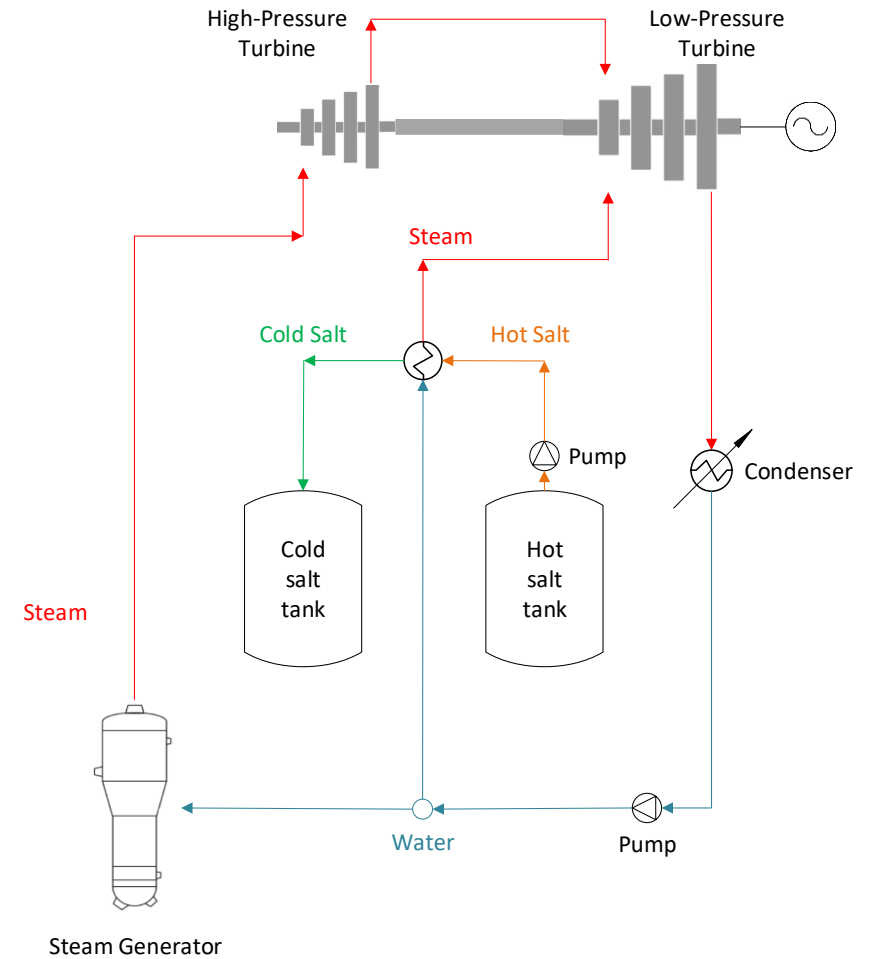 High-Pressure
Turbine
Low-Pressure
Turbine
Steam
Cold Salt
Hot Salt
Pump
Condenser
Cold
salt
tank
Hot
salt
tank
Steam
Water
Pump
Steam Generator